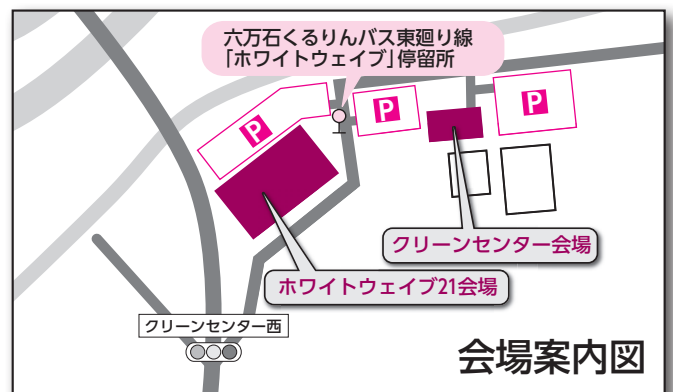 六万石くるりんバス東廻り線
「ホワイトウェイブ」停留所
P
P
P
クリーンセンター会場
ホワイトウェイブ21会場
クリーンセンター西
会場案内図